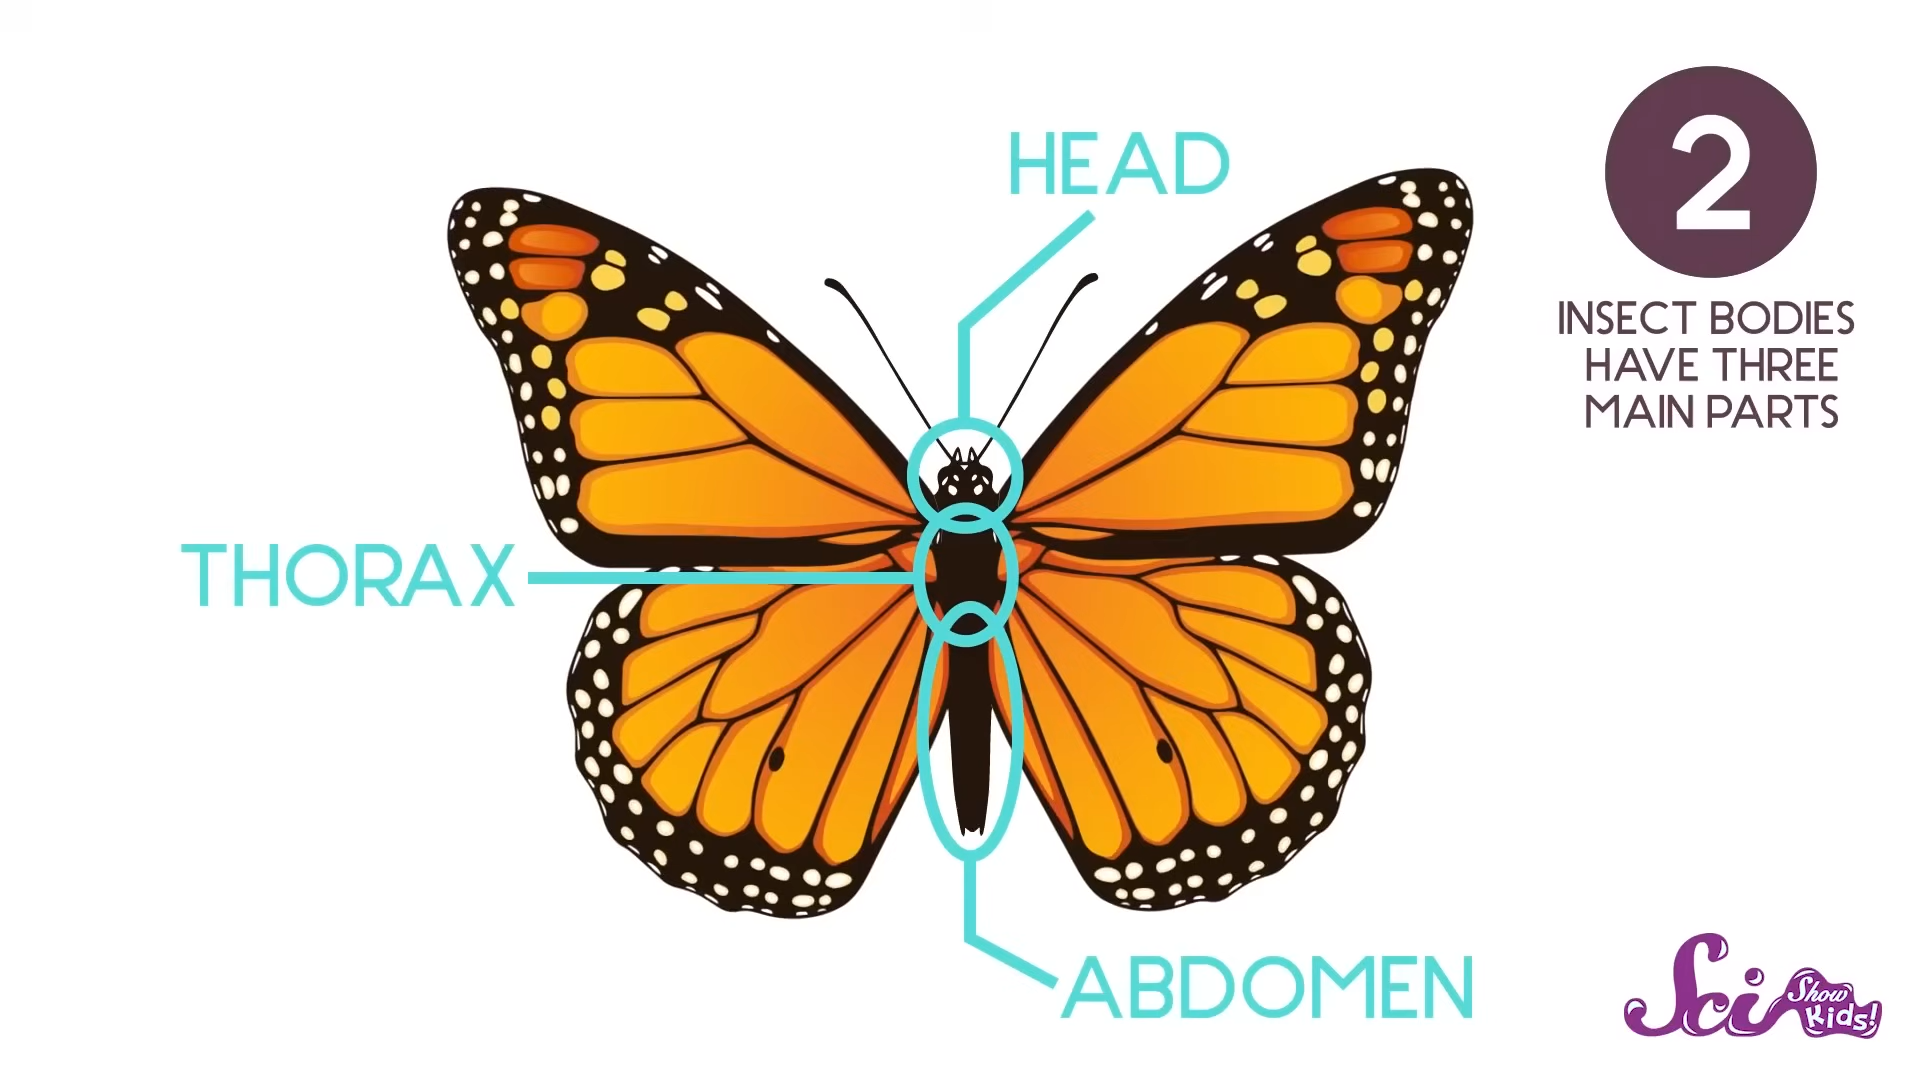 HEAD
2
INSECT BODIES
HAVE THREE
MAIN PARTS
THORAX
ABDOMEN
Sci
Show
Kids!